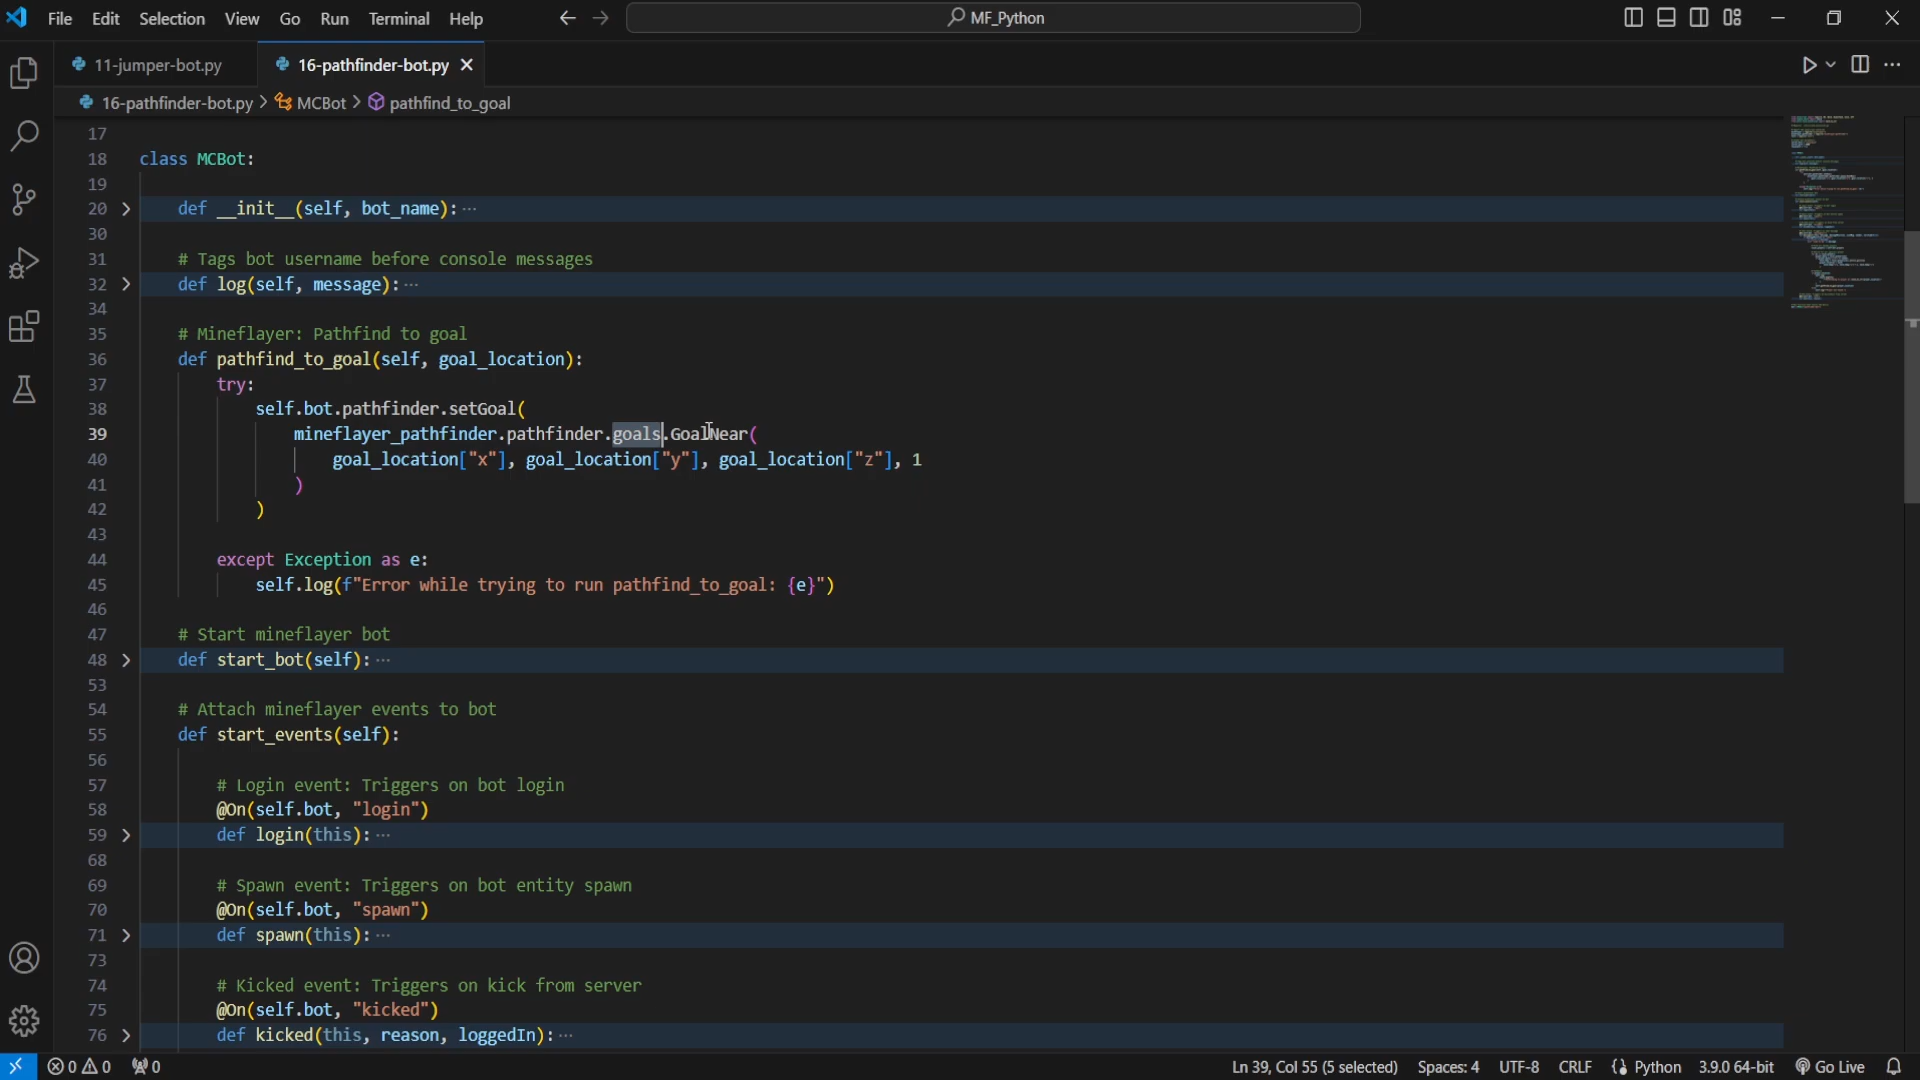 File Edit Selection View Go Run Terminal Help MF_Python
11-jumper-bot.py 16-pathfinder-bot.py
16-pathfinder-bot.py > MCBot > pathfind_to_goal
17
18 class MCBot:
19
20 def __init__(self, bot_name): ···
30
31 # Tags bot username before console messages
32 def log(self, message): ···
34
35 # Mineflayer: Pathfind to goal
36 def pathfind_to_goal(self, goal_location):
37 try:
38 self.bot.pathfinder.setGoal(
39 mineflayer_pathfinder.pathfinder.goals.GoalNear(
40 goal_location["x"], goal_location["y"], goal_location["z"], 1
41 )
42 )
43
44 except Exception as e:
45 self.log(f"Error while trying to run pathfind_to_goal: {e}")
46
47 # Start mineflayer bot
48 def start_bot(self): ···
53
54 # Attach mineflayer events to bot
55 def start_events(self):
56
57 # Login event: Triggers on bot login
58 @On(self.bot, "login")
59 def login(this): ···
68
69 # Spawn event: Triggers on bot entity spawn
70 @On(self.bot, "spawn")
71 def spawn(this): ···
73
74 # Kicked event: Triggers on kick from server
75 @On(self.bot, "kicked")
76 def kicked(this, reason, loggedIn): ···
0 0 0 Ln 39, Col 55 (5 selected) Spaces: 4 UTF-8 CRLF Python 3.9.0 64-bit Go Live